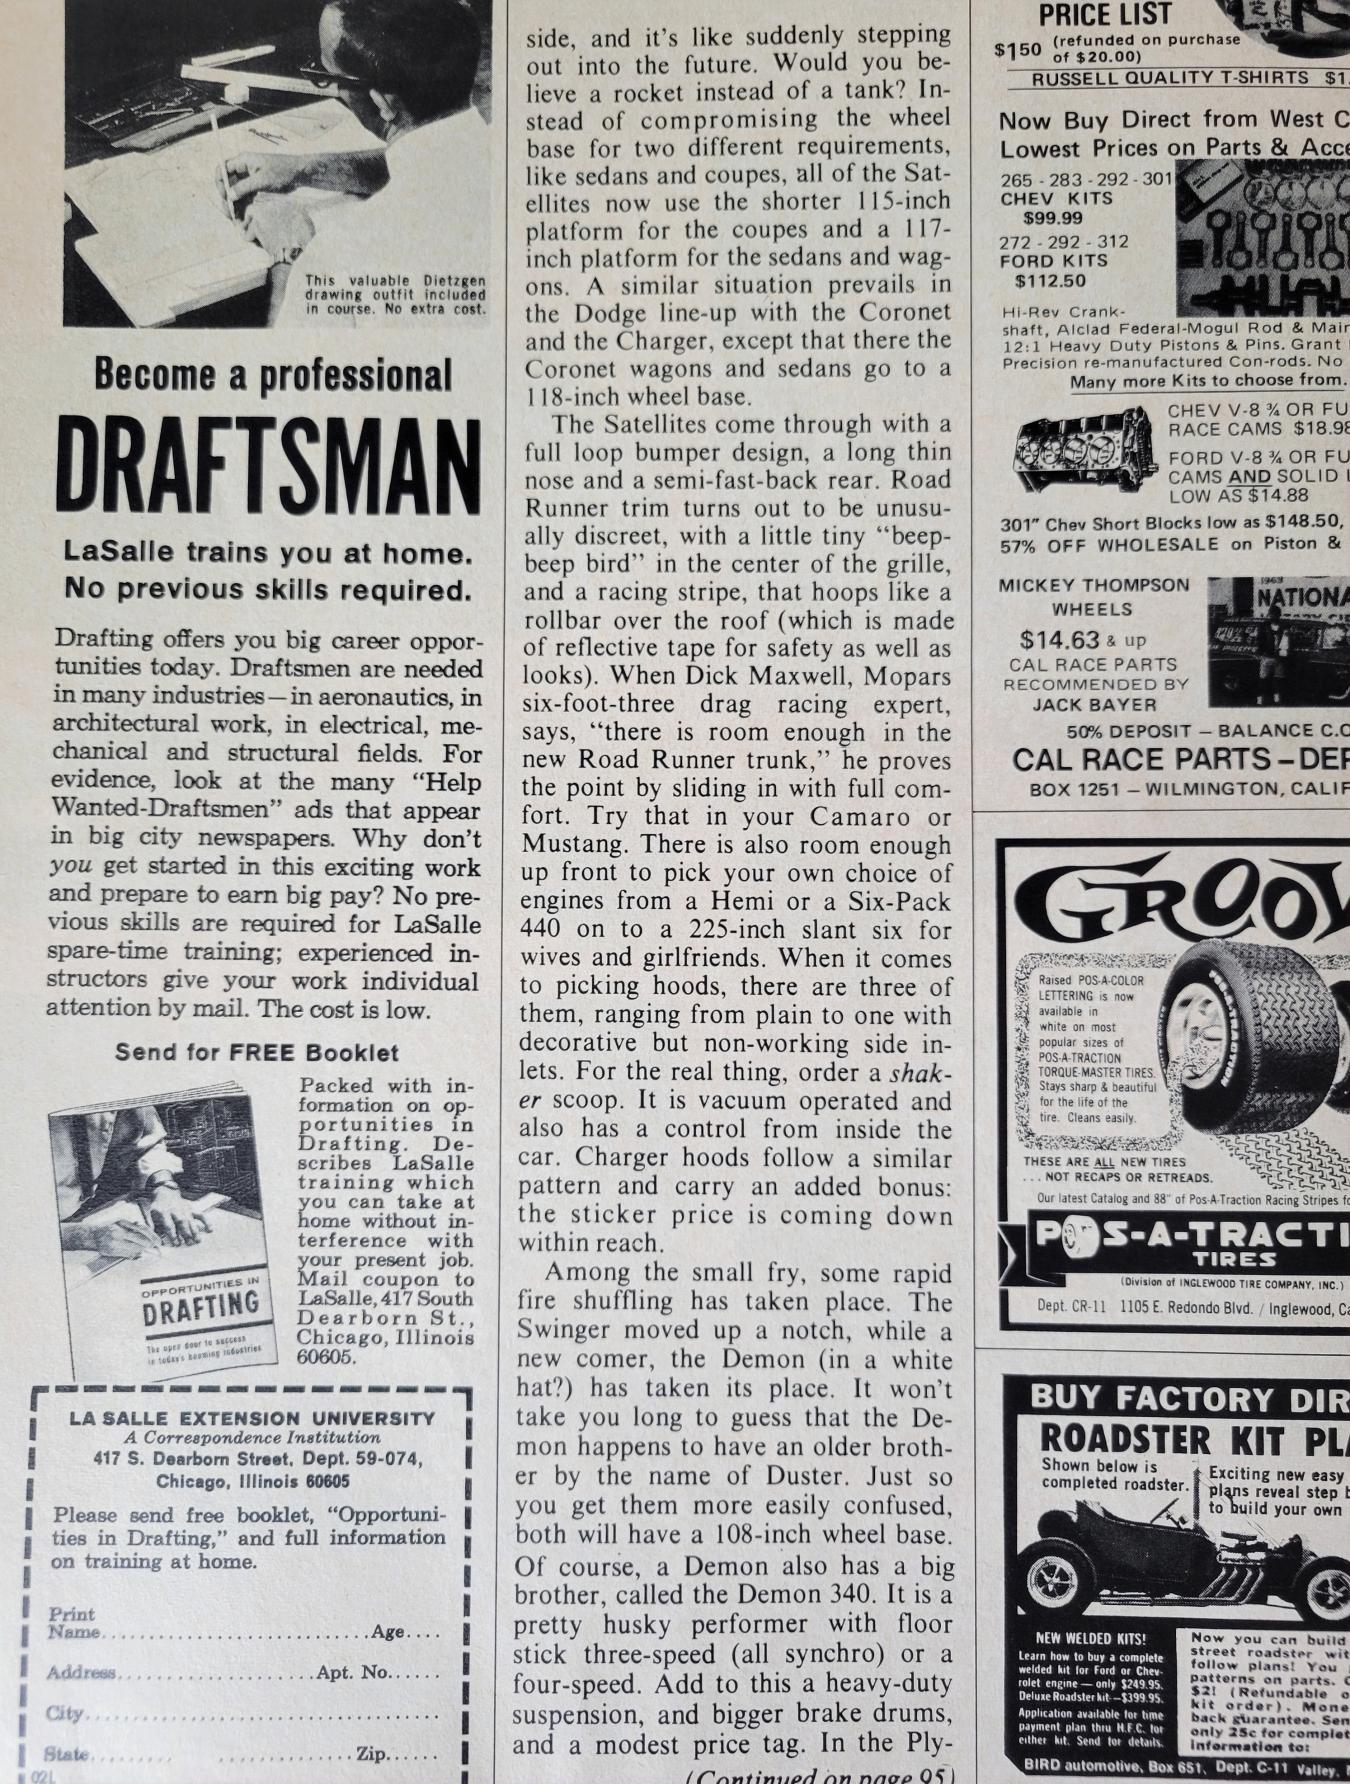 This valuable Dietzgen
drawing outfit included
in course. No extra cost.
Become a professional
DRAFTSMAN
LaSalle trains you at home.
No previous skills required.
Drafting offers you big career oppor-
tunities today. Draftsmen are needed
in many industries—in aeronautics, in
architectural work, in electrical, me-
chanical and structural fields. For
evidence, look at the many “Help
Wanted-Draftsmen” ads that appear
in big city newspapers. Why don’t
you get started in this exciting work
and prepare to earn big pay? No pre-
vious skills are required for LaSalle
spare-time training; experienced in-
structors give your work individual
attention by mail. The cost is low.
Send for FREE Booklet
OPPORTUNITIES IN
DRAFTING
The open door to success
in today's booming industries
Packed with in-
formation on op-
portunities in
Drafting. De-
scribes LaSalle
training which
you can take at
home without in-
terference with
your present job.
Mail coupon to
LaSalle, 417 South
Dearborn St.,
Chicago, Illinois
60605.
LA SALLE EXTENSION UNIVERSITY
A Correspondence Institution
417 S. Dearborn Street, Dept. 59-074,
Chicago, Illinois 60605
Please send free booklet, “Opportuni-
ties in Drafting,” and full information
on training at home.
Print
Name............................Age....
Address.....................Apt. No......
City.....................................
State......... ...............Zip......
02L
side, and it’s like suddenly stepping
out into the future. Would you be-
lieve a rocket instead of a tank? In-
stead of compromising the wheel
base for two different requirements,
like sedans and coupes, all of the Sat-
ellites now use the shorter 115-inch
platform for the coupes and a 117-
inch platform for the sedans and wag-
ons. A similar situation prevails in
the Dodge line-up with the Coronet
and the Charger, except that there the
Coronet wagons and sedans go to a
118-inch wheel base.
The Satellites come through with a
full loop bumper design, a long thin
nose and a semi-fast-back rear. Road
Runner trim turns out to be unusu-
ally discreet, with a little tiny “beep-
beep bird” in the center of the grille,
and a racing stripe, that hoops like a
rollbar over the roof (which is made
of reflective tape for safety as well as
looks). When Dick Maxwell, Mopars
six-foot-three drag racing expert,
says, “there is room enough in the
new Road Runner trunk,” he proves
the point by sliding in with full com-
fort. Try that in your Camaro or
Mustang. There is also room enough
up front to pick your own choice of
engines from a Hemi or a Six-Pack
440 on to a 225-inch slant six for
wives and girlfriends. When it comes
to picking hoods, there are three of
them, ranging from plain to one with
decorative but non-working side in-
lets. For the real thing, order a shak-
er scoop. It is vacuum operated and
also has a control from inside the
car. Charger hoods follow a similar
pattern and carry an added bonus:
the sticker price is coming down
within reach.
Among the small fry, some rapid
fire shuffling has taken place. The
Swinger moved up a notch, while a
new comer, the Demon (in a white
hat?) has taken its place. It won’t
take you long to guess that the De-
mon happens to have an older broth-
er by the name of Duster. Just so
you get them more easily confused,
both will have a 108-inch wheel base.
Of course, a Demon also has a big
brother, called the Demon 340. It is a
pretty husky performer with floor
stick three-speed (all synchro) or a
four-speed. Add to this a heavy-duty
suspension, and bigger brake drums,
and a modest price tag. In the Ply-
(Continued on page 95)
PRICE LIST
$150 (refunded on purchase
of $20.00)
RUSSELL QUALITY T-SHIRTS $1.
Now Buy Direct from West C
Lowest Prices on Parts & Acce
265 - 283 - 292 - 301
CHEV KITS
$99.99
272 - 292 - 312
FORD KITS
$112.50
Hi-Rev Crank-
shaft, Alclad Federal-Mogul Rod & Main
12:1 Heavy Duty Pistons & Pins. Grant
Precision re-manufactured Con-rods. No
Many more Kits to choose from.
CHEV V-8 ¾ OR FU
RACE CAMS $18.98
FORD V-8 ¾ OR FU
CAMS AND SOLID L
LOW AS $14.88
301” Chev Short Blocks low as $148.50,
57% OFF WHOLESALE on Piston &
MICKEY THOMPSON
WHEELS
$14.63 & up
CAL RACE PARTS
RECOMMENDED BY
JACK BAYER
1969
NATIONA
50% DEPOSIT – BALANCE C.O
CAL RACE PARTS – DEP
BOX 1251 – WILMINGTON, CALIF
GROOV
Raised POS-A-COLOR
LETTERING is now
available in
white on most
popular sizes of
POS-A-TRACTION
TORQUE-MASTER TIRES.
Stays sharp & beautiful
for the life of the
tire. Cleans easily.
THESE ARE ALL NEW TIRES
. . . NOT RECAPS OR RETREADS.
Our latest Catalog and 88" of Pos-A-Traction Racing Stripes fo
POS-A-TRACTI
TIRES
(Division of INGLEWOOD TIRE COMPANY, INC.)
Dept. CR-11 1105 E. Redondo Blvd. / Inglewood, Ca
BUY FACTORY DIR
ROADSTER KIT PLA
Shown below is
completed roadster.
Exciting new easy
plans reveal step b
to build your own
NEW WELDED KITS!
Learn how to buy a complete
welded kit for Ford or Chev-
rolet engine — only $249.95.
Deluxe Roadster kit—$399.95.
Application available for time
payment plan thru H.F.C. for
either kit. Send for details.
Now you can build
street roadster wit
follow plans! You
patterns on parts. C
$2! (Refundable o
kit order). Mone
back guarantee. Sen
only 25c for complet
information to:
BIRD automotive, Box 651, Dept. C-11 Valley,